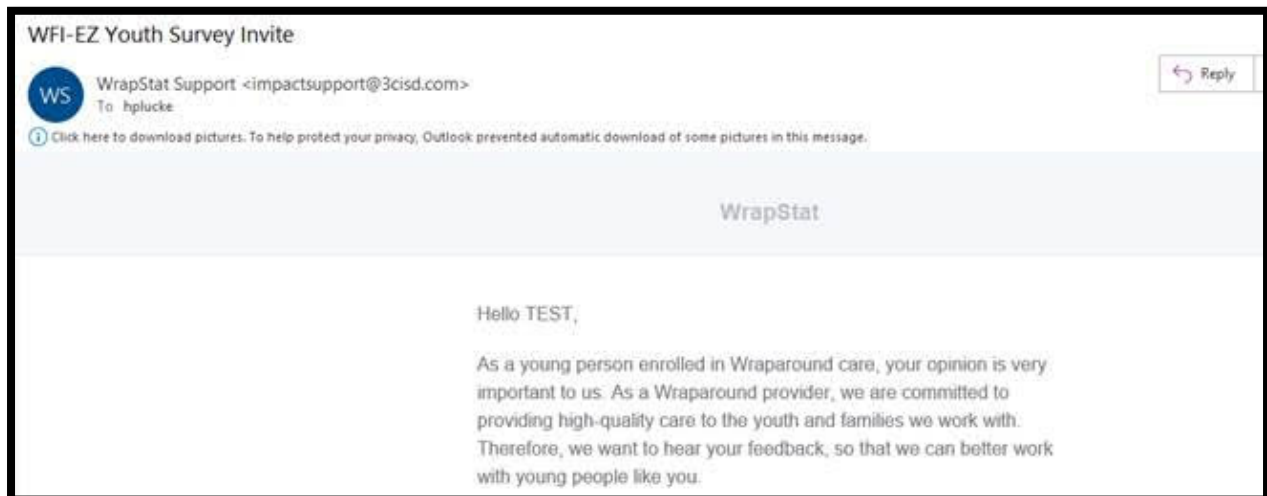 WFI-EZ Youth Survey Invite
WS
WrapStat Support <impactsupport@3cisd.com>
To hplucke
Reply
Click here to download pictures. To help protect your privacy, Outlook prevented automatic download of some pictures in this message.
WrapStat
Hello TEST,
As a young person enrolled in Wraparound care, your opinion is very
important to us. As a Wraparound provider, we are committed to
providing high-quality care to the youth and families we work with.
Therefore, we want to hear your feedback, so that we can better work
with young people like you.